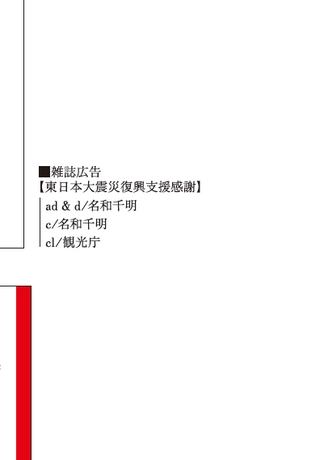 ■雑誌広告
【東日本大震災復興支援感謝】
ad & d/名和千明
c/名和千明
cl/観光庁